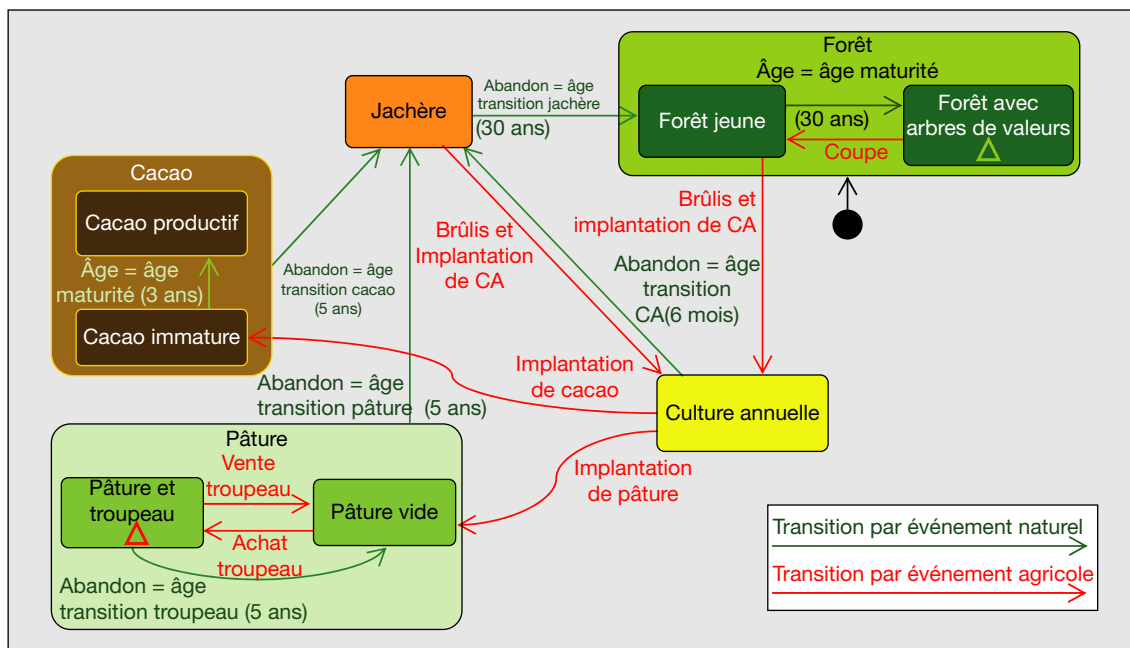 Forêt
Âge = âge maturité
Forêt jeune
(30 ans)
Forêt avec
arbres de valeurs
Coupe
Abandon = âge
transition jachère
(30 ans)
Jachère
Cacao
Cacao productif
Âge = âge
maturité (3 ans)
Cacao immature
Abandon = âge
transition cacao
(5 ans)
Brûlis et
Implantation
de CA
Brûlis et
implantation de CA
Abandon = âge
transition
CA(6 mois)
Implantation
de cacao
Culture annuelle
Abandon = âge
transition pâture (5 ans)
Implantation
de pâture
Pâture
Vente
troupeau
Pâture et
troupeau
Pâture vide
Achat
troupeau
Abandon = âge
transition troupeau (5 ans)
Transition par événement naturel
Transition par événement agricole